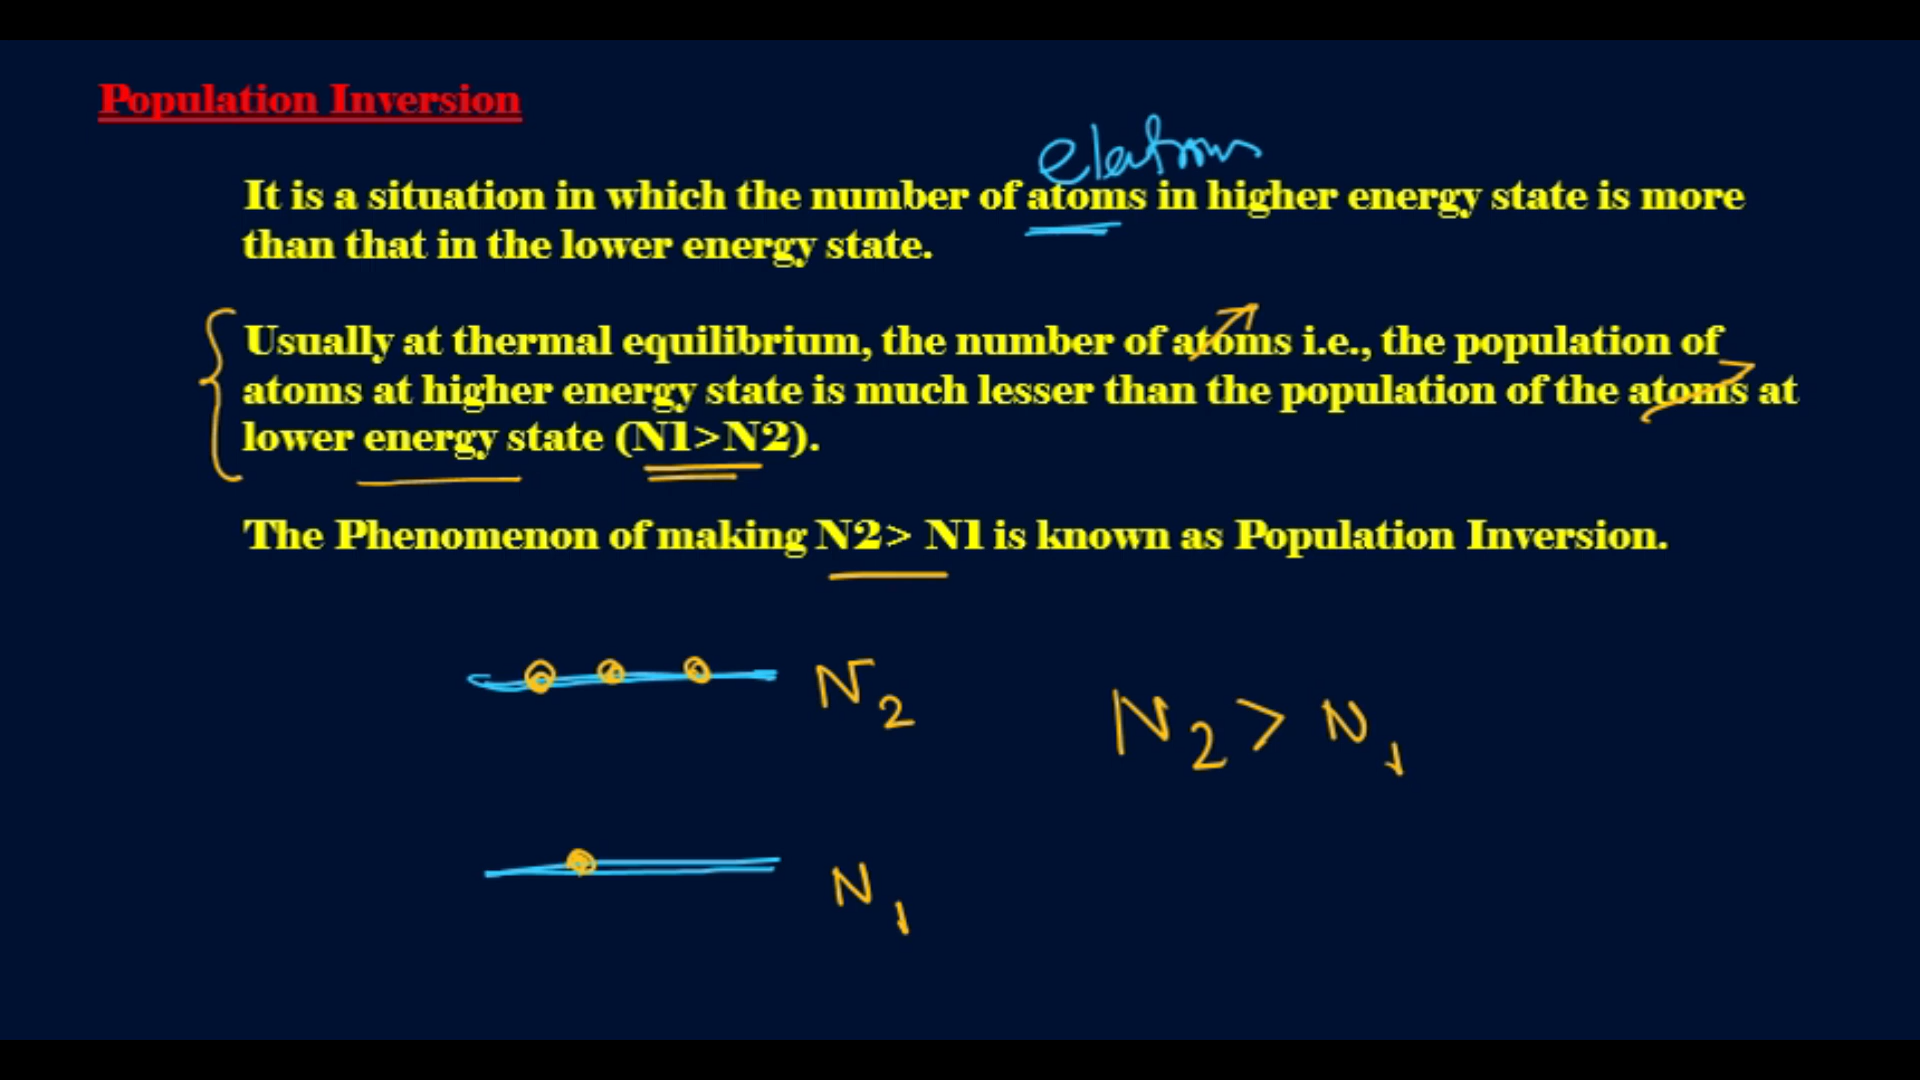 Population Inversion
electrons
It is a situation in which the number of atoms in higher energy state is more
than that in the lower energy state.
Usually at thermal equilibrium, the number of atoms i.e., the population of
atoms at higher energy state is much lesser than the population of the atoms at
lower energy state (N1>N2).
The Phenomenon of making N2> N1 is known as Population Inversion.
N2
N2 > N1
N1